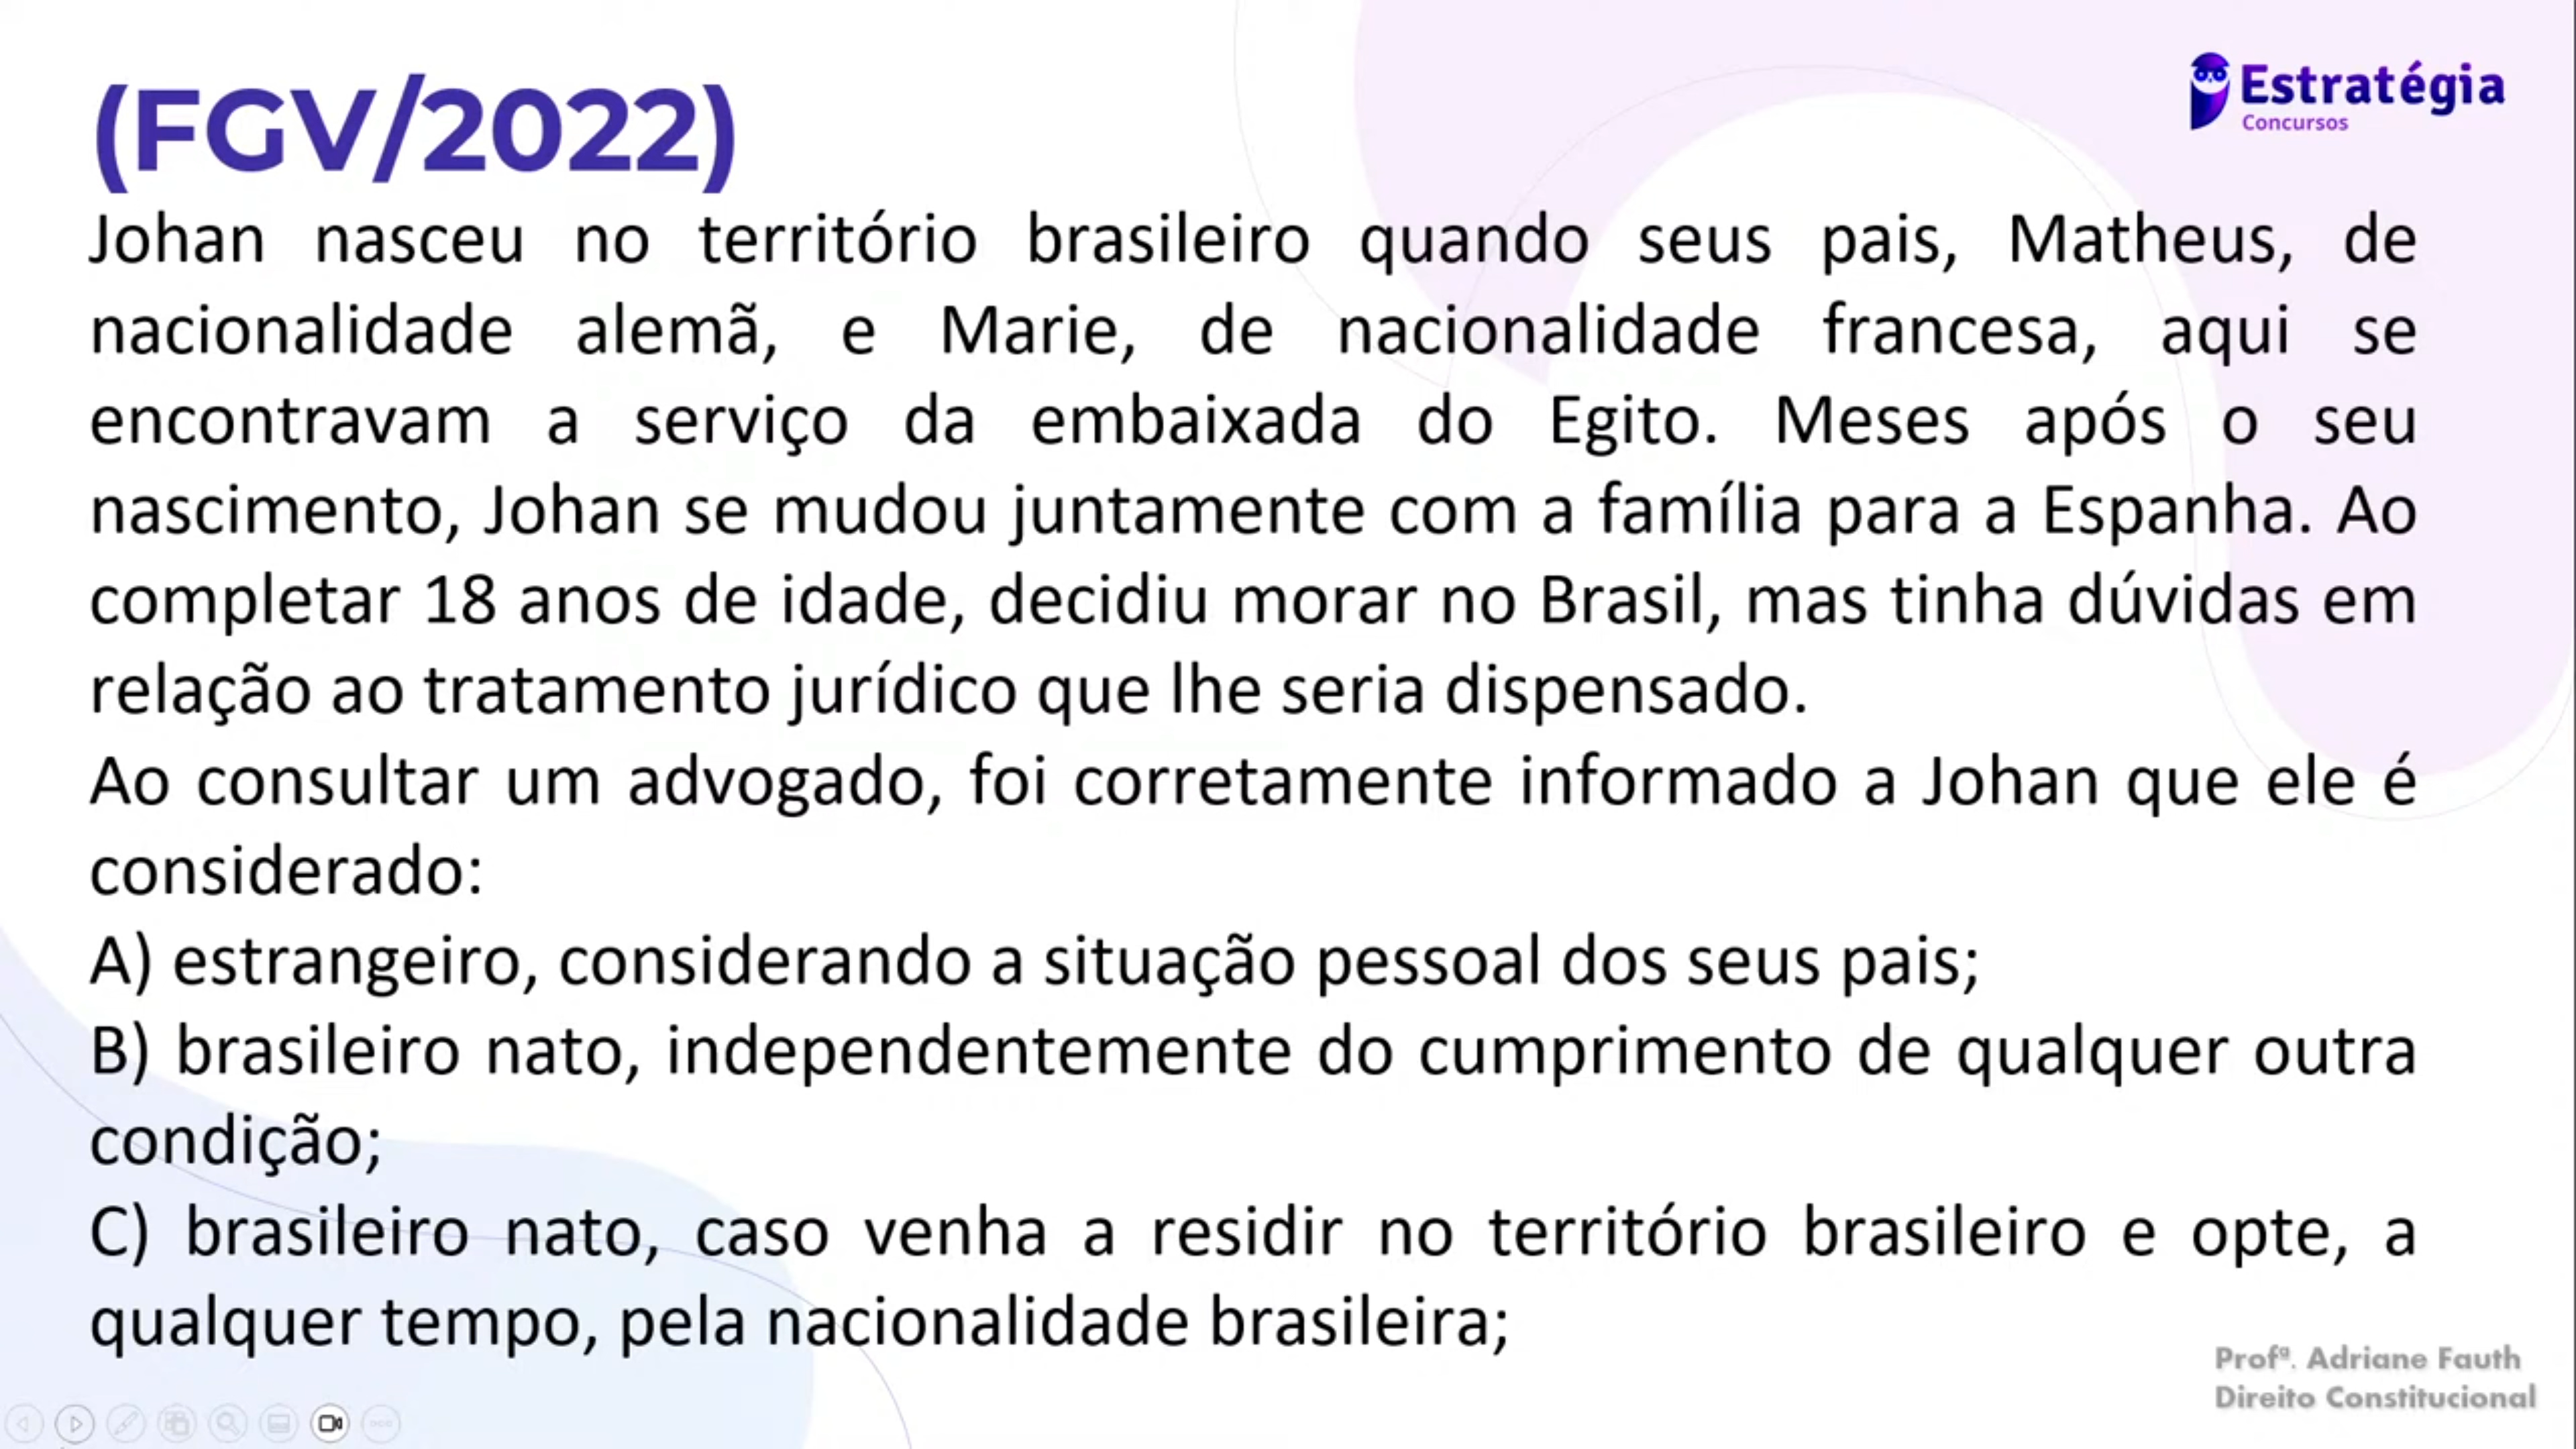 (FGV/2022)
Estratégia
Concursos
Johan nasceu no território brasileiro quando seus pais, Matheus, de
nacionalidade alemã, e Marie, de nacionalidade francesa, aqui se
encontravam a serviço da embaixada do Egito. Meses após o seu
nascimento, Johan se mudou juntamente com a família para a Espanha. Ao
completar 18 anos de idade, decidiu morar no Brasil, mas tinha dúvidas em
relação ao tratamento jurídico que lhe seria dispensado.
Ao consultar um advogado, foi corretamente informado a Johan que ele é
considerado:
A) estrangeiro, considerando a situação pessoal dos seus pais;
B) brasileiro nato, independentemente do cumprimento de qualquer outra
condição;
C) brasileiro nato, caso venha a residir no território brasileiro e opte, a
qualquer tempo, pela nacionalidade brasileira;
Profª. Adriane Fauth
Direito Constitucional